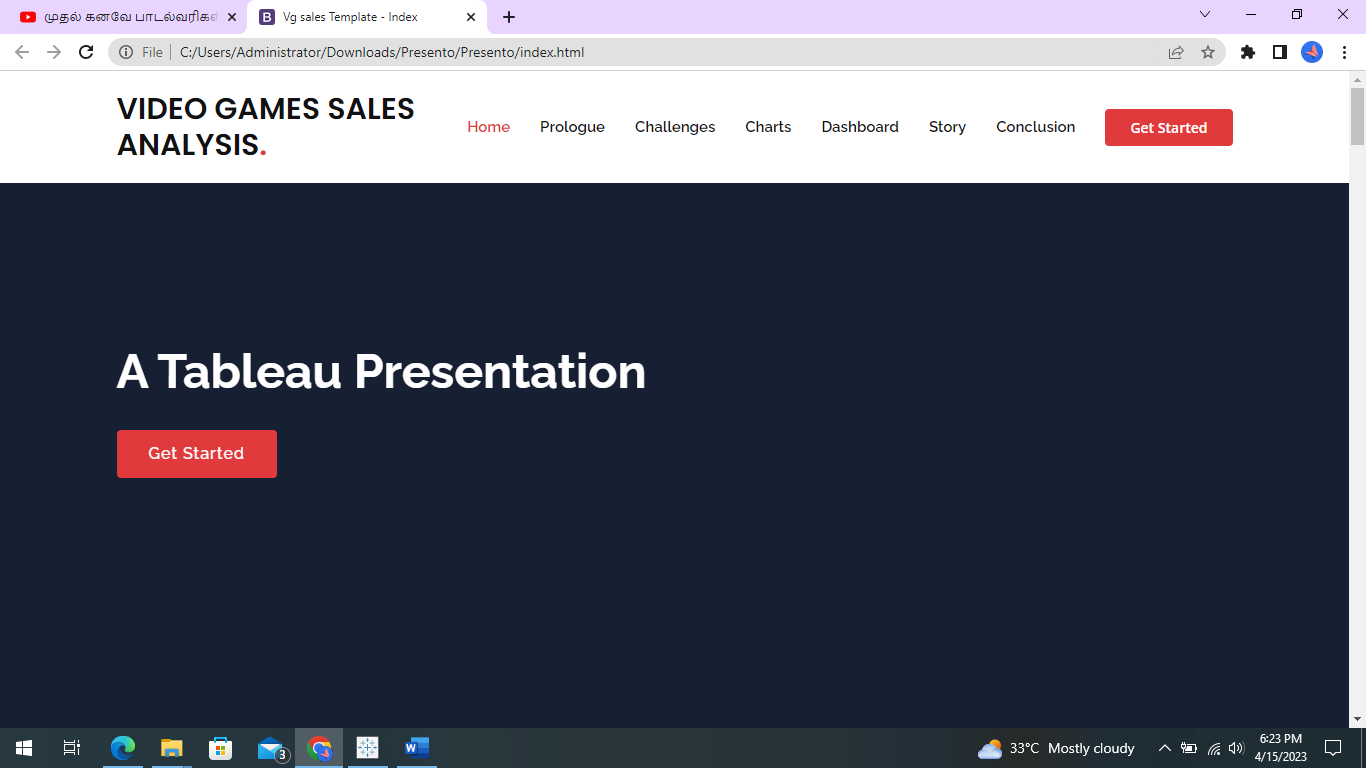 முதல் கனவே பாடல்வரிகள்
Vg sales Template - Index
File
C:/Users/Administrator/Downloads/Presento/Presento/index.html
VIDEO GAMES SALES
ANALYSIS.
Home Prologue Challenges Charts Dashboard Story Conclusion Get Started
A Tableau Presentation
Get Started
3
33°C Mostly cloudy
6:23 PM
4/15/2023